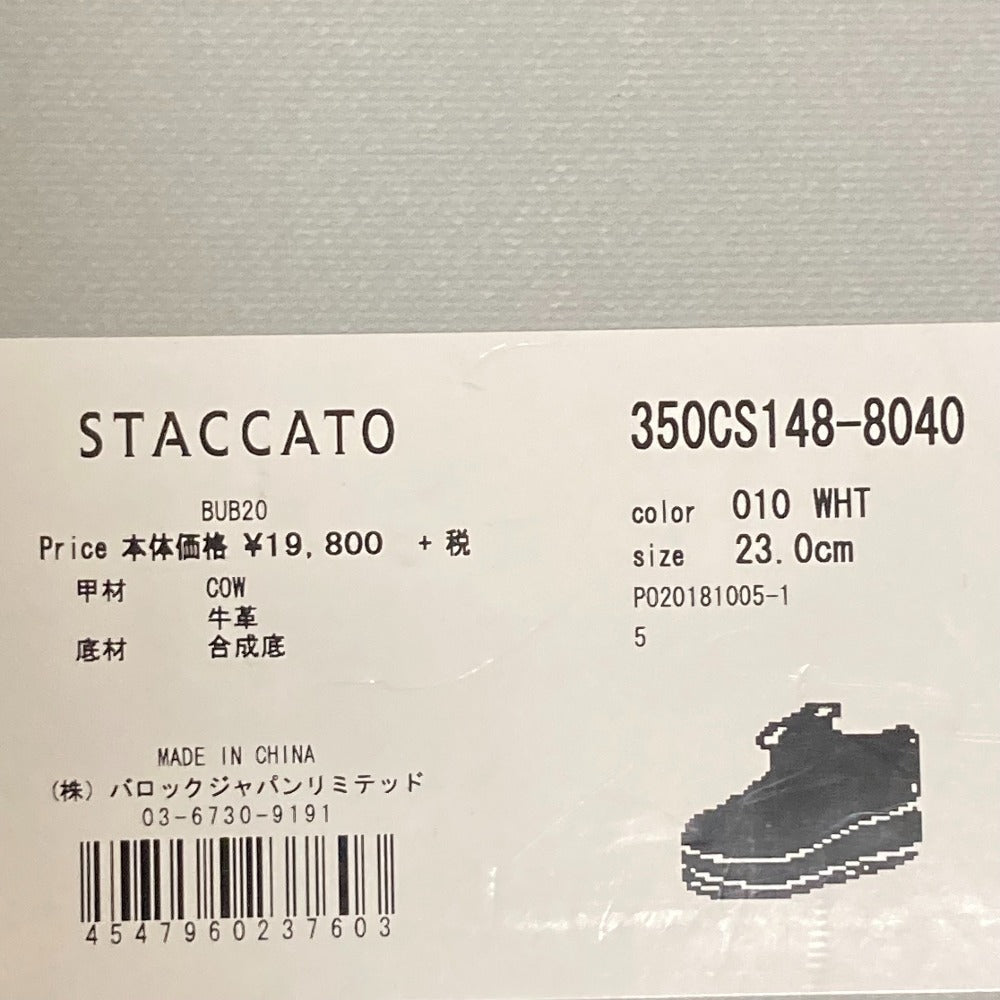 STACCATO
BUB20
Price 本体価格 ¥19,800 + 税
甲材 COW
牛革
底材 合成底
MADE IN CHINA
(株) バロックジャパンリミテッド
03-6730-9191
4547960237603
350CS148-8040
color 010 WHT
size 23.0cm
PO20181005-1
5